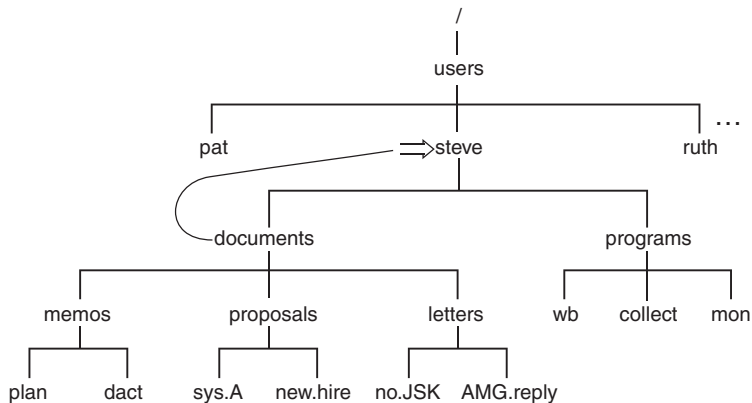 /
users
pat steve ruth ...
documents programs
memos proposals letters wb collect mon
plan dact sys.A new.hire no.JSK AMG.reply